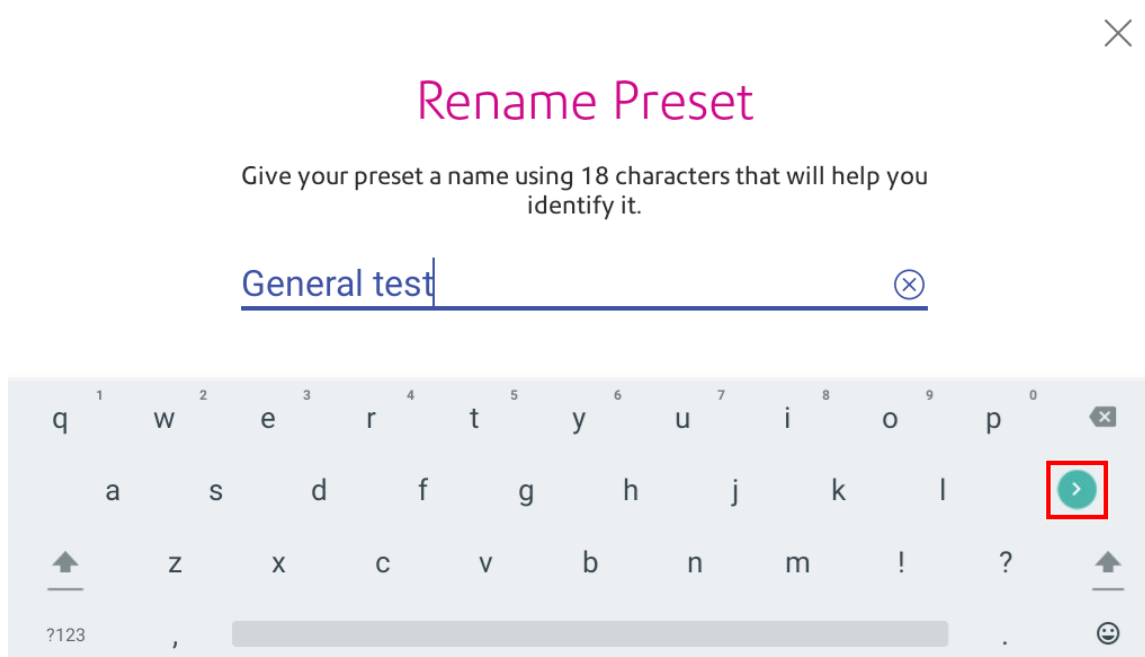 Rename Preset
Give your preset a name using 18 characters that will help you
identify it.
General test
1 2 3 4 5 6 7 8 9 0
q w e r t y u i o p
a s d f g h j k l
z x c v b n m ! ?
?123 , .